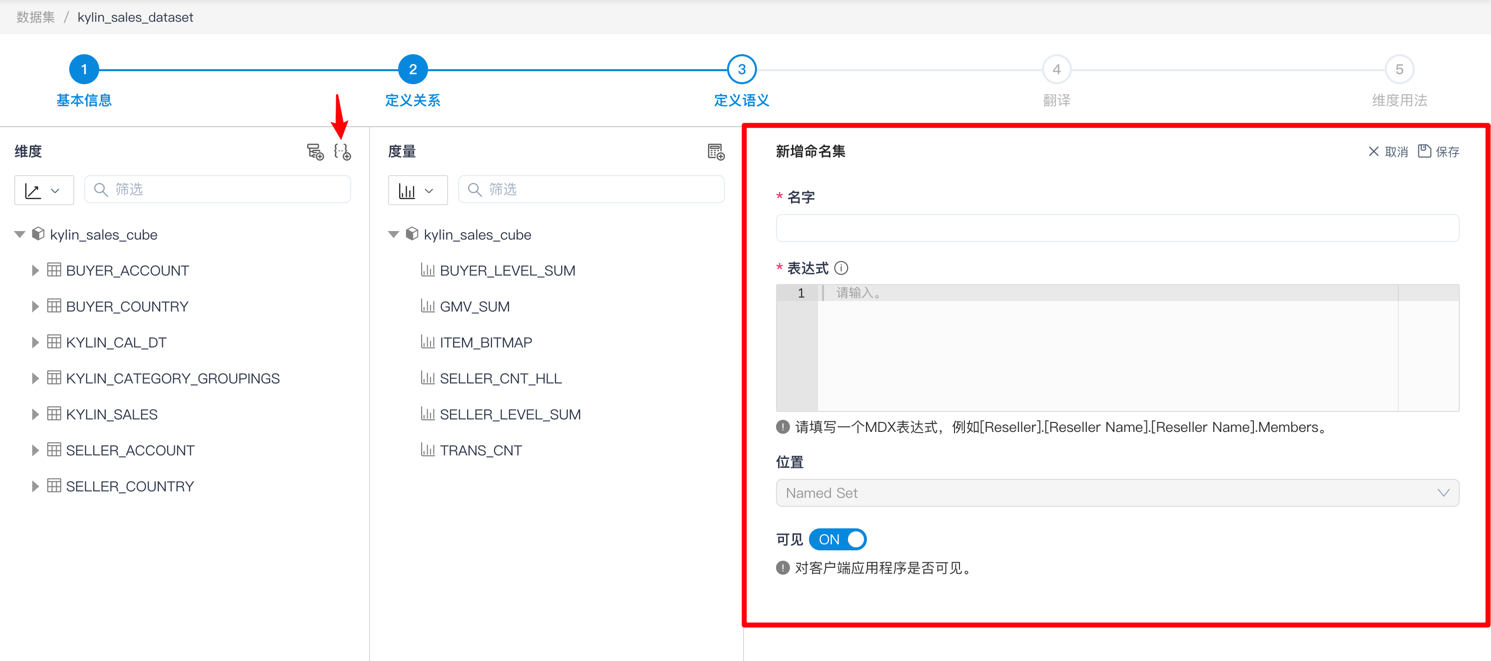 数据集 / kylin_sales_dataset
1 2 3 4 5
基本信息 定义关系 定义语义 翻译 维度用法
维度
筛选
kylin_sales_cube
BUYER_ACCOUNT
BUYER_COUNTRY
KYLIN_CAL_DT
KYLIN_CATEGORY_GROUPINGS
KYLIN_SALES
SELLER_ACCOUNT
SELLER_COUNTRY
度量
筛选
kylin_sales_cube
BUYER_LEVEL_SUM
GMV_SUM
ITEM_BITMAP
SELLER_CNT_HLL
SELLER_LEVEL_SUM
TRANS_CNT
新增命名集 取消 保存
* 名字
* 表达式
1 请输入。
请填写一个MDX表达式，例如[Reseller].[Reseller Name].[Reseller Name].Members。
位置
Named Set
可见 ON
对客户端应用程序是否可见。